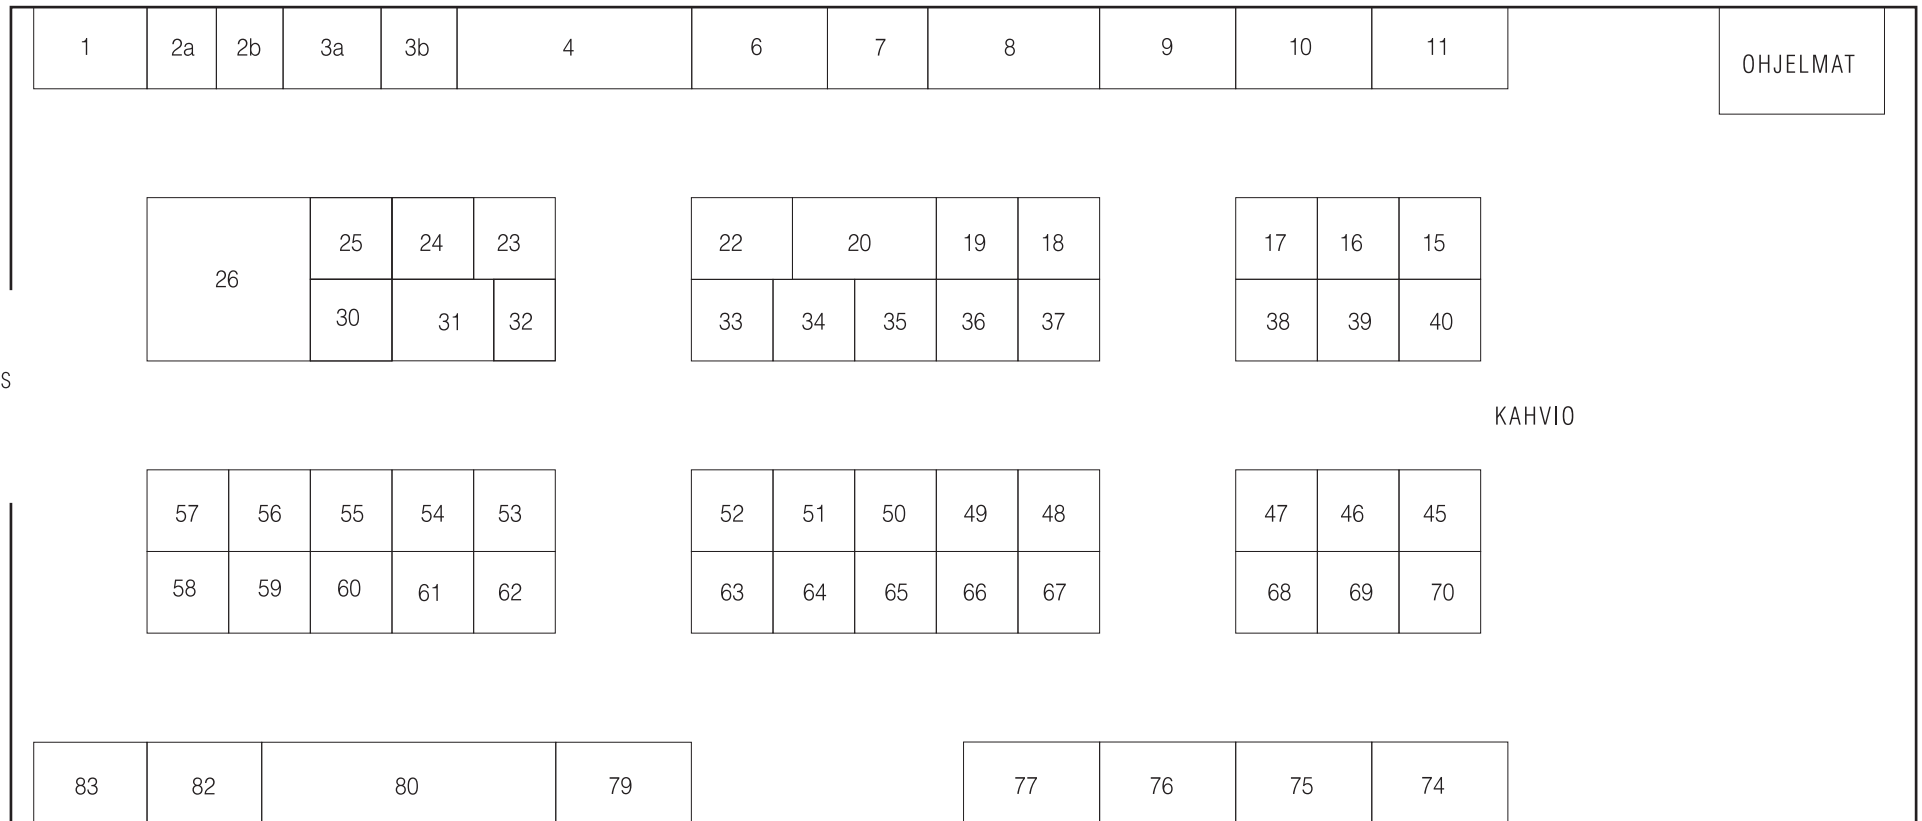 1 2a 2b 3a 3b 4 6 7 8 9 10 11
OHJELMAT
26 25 24 23 22 20 19 18 17 16 15
30 31 32 33 34 35 36 37 38 39 40
S
KAHVIO
57 56 55 54 53 52 51 50 49 48 47 46 45
58 59 60 61 62 63 64 65 66 67 68 69 70
83 82 80 79 77 76 75 74